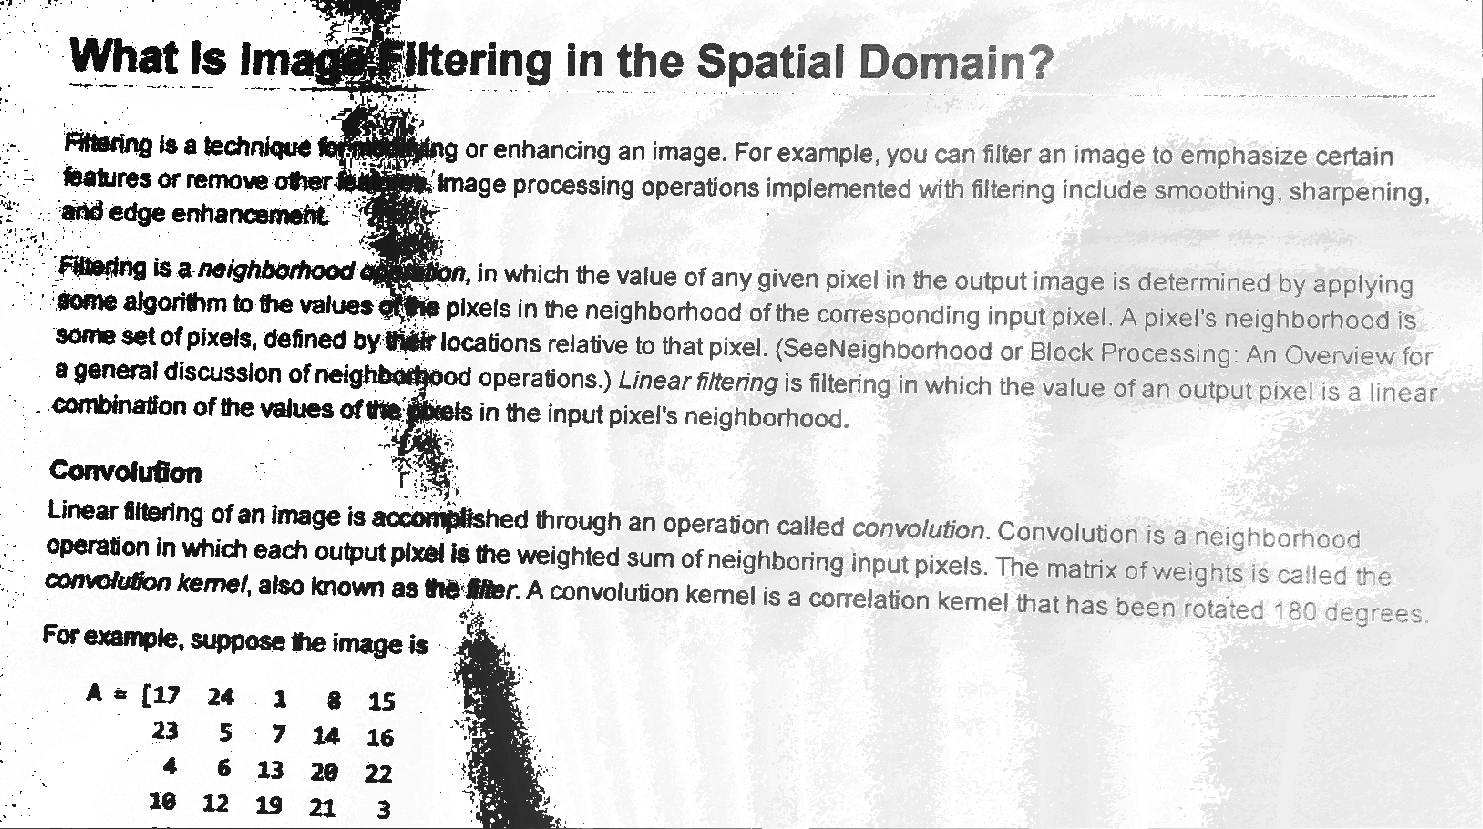 What Is Image Filtering in the Spatial Domain?
Filtering is a technique for modifying or enhancing an image. For example, you can filter an image to emphasize certain
features or remove other features. Image processing operations implemented with filtering include smoothing, sharpening,
and edge enhancement.
Filtering is a neighborhood operation, in which the value of any given pixel in the output image is determined by applying
some algorithm to the values of the pixels in the neighborhood of the corresponding input pixel. A pixel's neighborhood is
some set of pixels, defined by their locations relative to that pixel. (SeeNeighborhood or Block Processing: An Overview for
a general discussion of neighborhood operations.) Linear filtering is filtering in which the value of an output pixel is a linear
combination of the values of the pixels in the input pixel's neighborhood.
Convolution
Linear filtering of an image is accomplished through an operation called convolution. Convolution is a neighborhood
operation in which each output pixel is the weighted sum of neighboring input pixels. The matrix of weights is called the
convolution kernel, also known as the filter. A convolution kernel is a correlation kernel that has been rotated 180 degrees.
For example, suppose the image is
A = [17 24 1 8 15
23 5 7 14 16
4 6 13 20 22
10 12 19 21 3